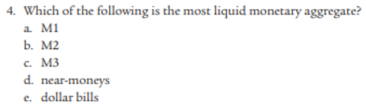 4. Which of the following is the most liquid monetary aggregate?
a. M1
b. M2
c. M3
d. near-moneys
e. dollar bills